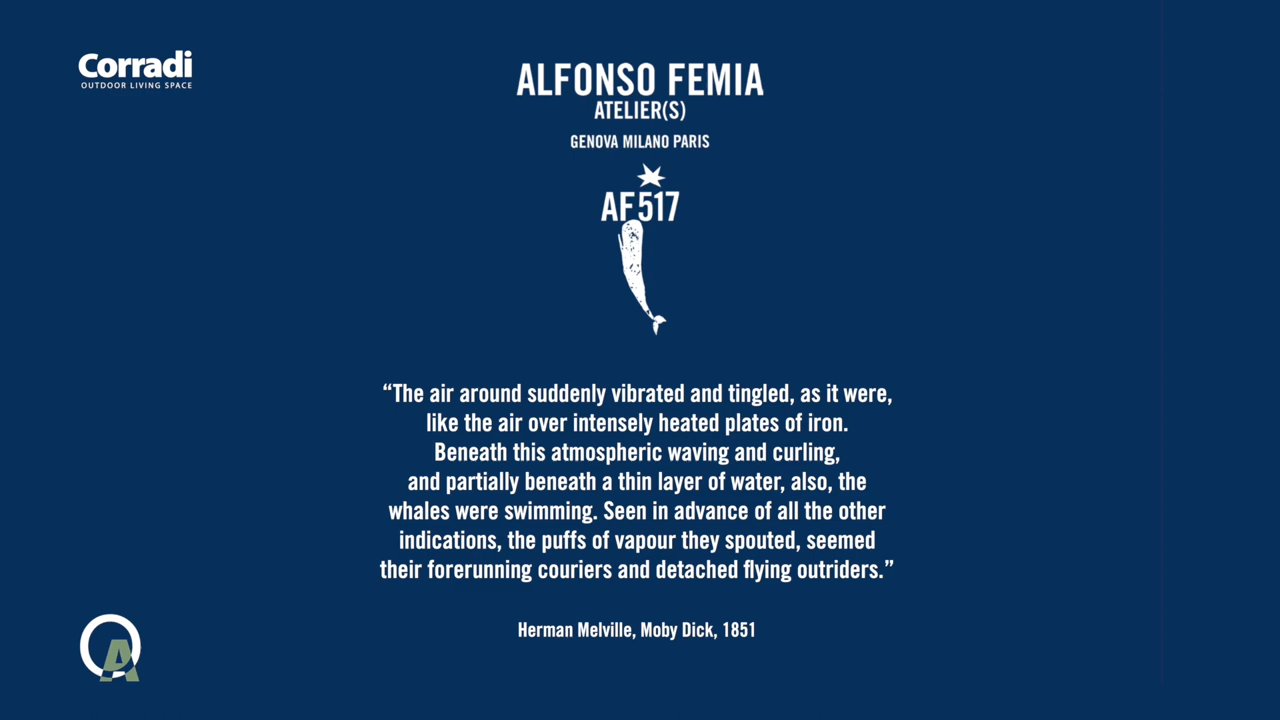 Corradi
OUTDOOR LIVING SPACE
ALFONSO FEMIA
ATELIER(S)
GENOVA MILANO PARIS
AF517
“The air around suddenly vibrated and tingled, as it were,
like the air over intensely heated plates of iron.
Beneath this atmospheric waving and curling,
and partially beneath a thin layer of water, also, the
whales were swimming. Seen in advance of all the other
indications, the puffs of vapour they spouted, seemed
their forerunning couriers and detached flying outriders.”
Herman Melville, Moby Dick, 1851
OA